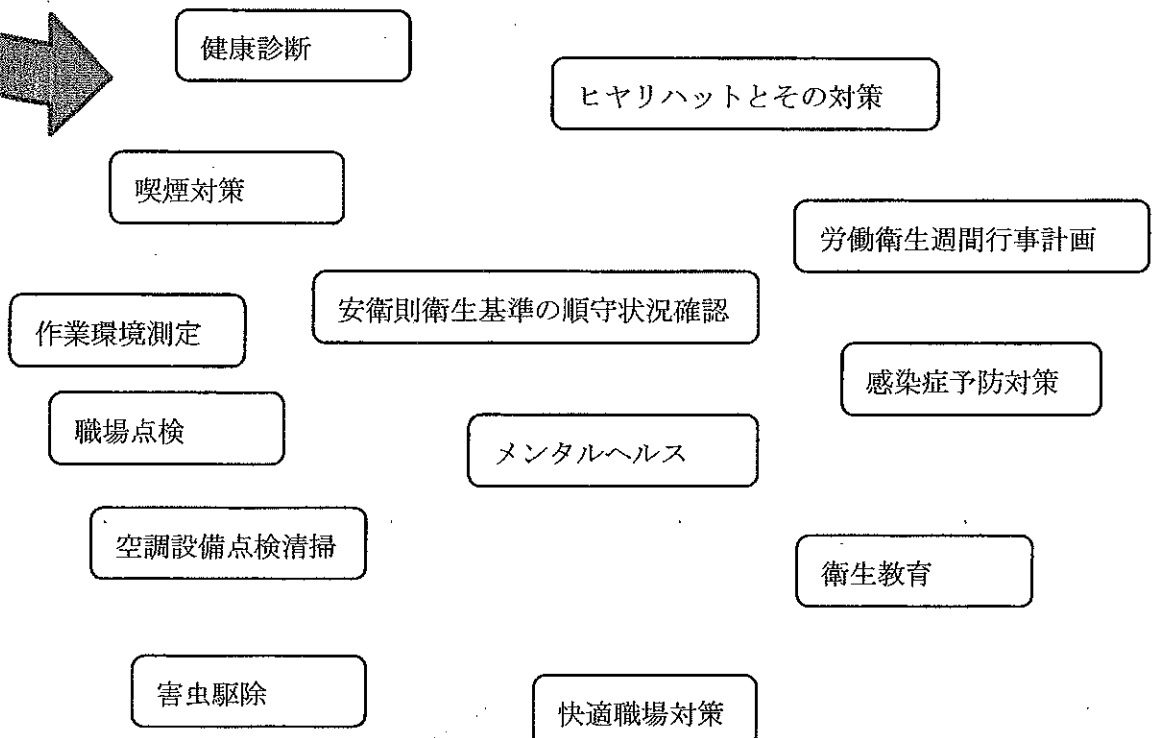 健康診断
ヒヤリハットとその対策
喫煙対策
労働衛生週間行事計画
安衛則衛生基準の順守状況確認
作業環境測定
感染症予防対策
職場点検
メンタルヘルス
空調設備点検清掃
衛生教育
害虫駆除
快適職場対策